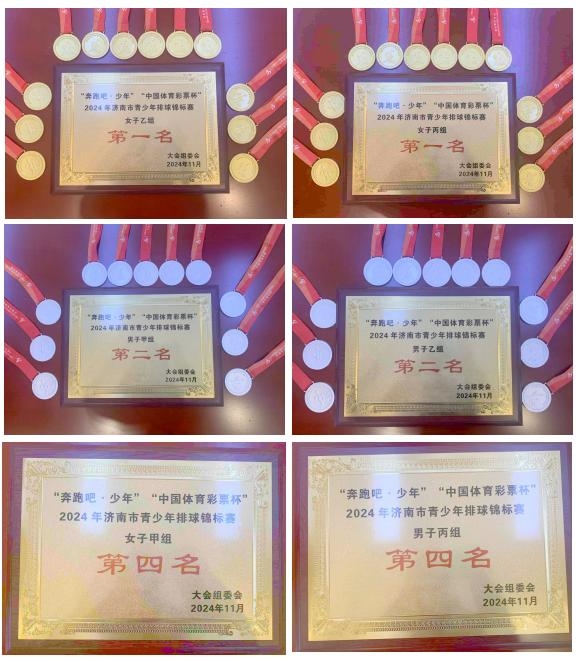 “奔跑吧·少年” “中国体育彩票杯”
2024年济南市青少年排球锦标赛
女子乙组
第一名
大会组委会
2024年11月
“奔跑吧·少年” “中国体育彩票杯”
2024年济南市青少年排球锦标赛
女子丙组
第一名
大会组委会
2024年11月
“奔跑吧·少年” “中国体育彩票杯”
2024年济南市青少年排球锦标赛
男子甲组
第二名
大会组委会
2024年11月
“奔跑吧·少年” “中国体育彩票杯”
2024年济南市青少年排球锦标赛
男子乙组
第二名
大会组委会
2024年11月
“奔跑吧·少年” “中国体育彩票杯”
2024年济南市青少年排球锦标赛
女子甲组
第四名
大会组委会
2024年11月
“奔跑吧·少年” “中国体育彩票杯”
2024年济南市青少年排球锦标赛
男子丙组
第四名
大会组委会
2024年11月